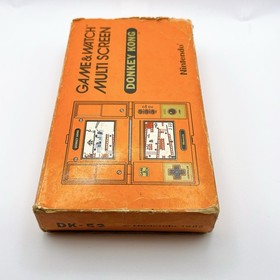 GAME & WATCH
MULTI SCREEN
DONKEY KONG
Nintendo
DK-52